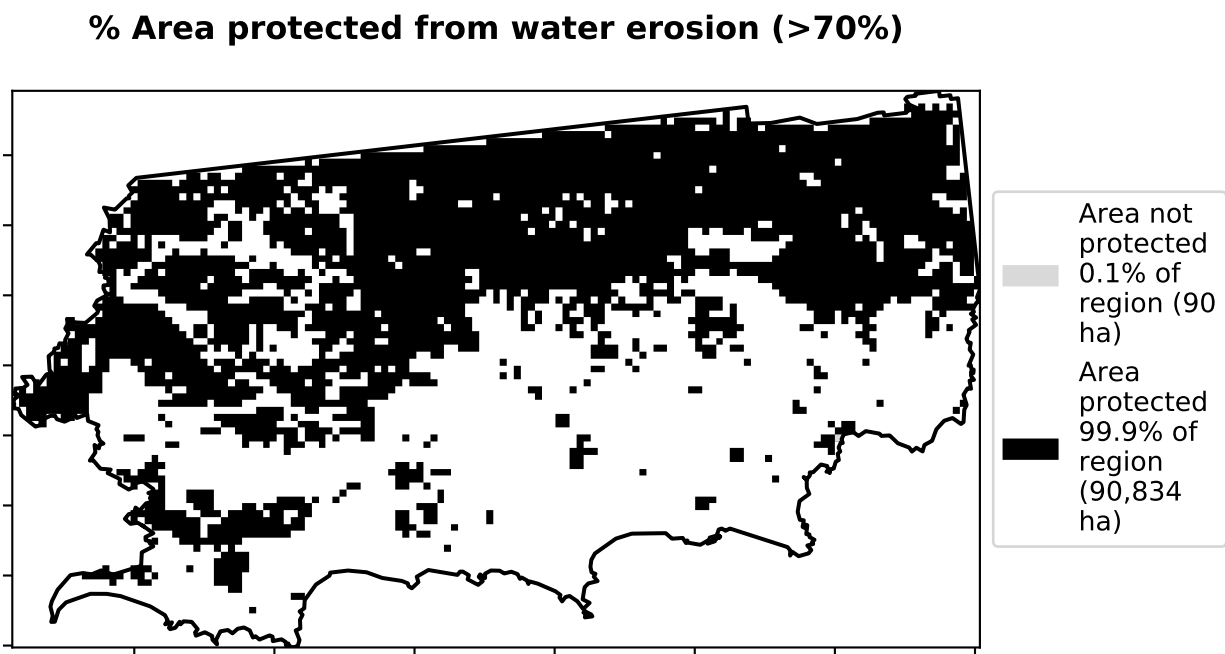 % Area protected from water erosion (>70%)
Area not
protected
0.1% of
region (90
ha)
Area
protected
99.9% of
region
(90,834
ha)